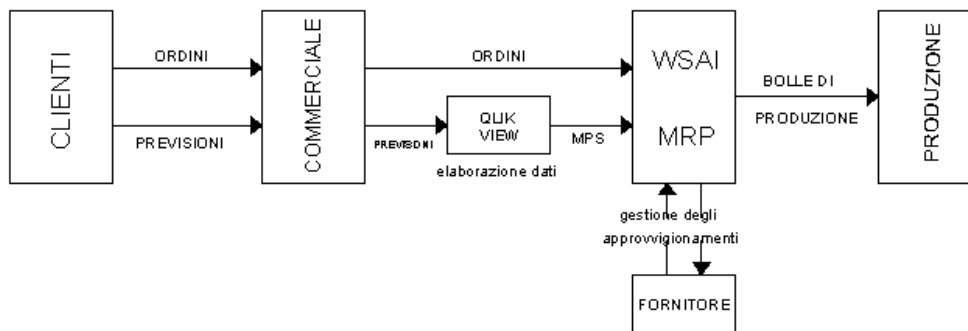 CLIENTI
ORDINI
PREVISIONI
COMMERCIALE
ORDINI
PREVISONI
QLIK
VIEW
elaborazione dati
MPS
WSAI
MRP
gestione degli
approvvigionamenti
FORNITORE
BOLLE DI
PRODUZIONE
PRODUZIONE